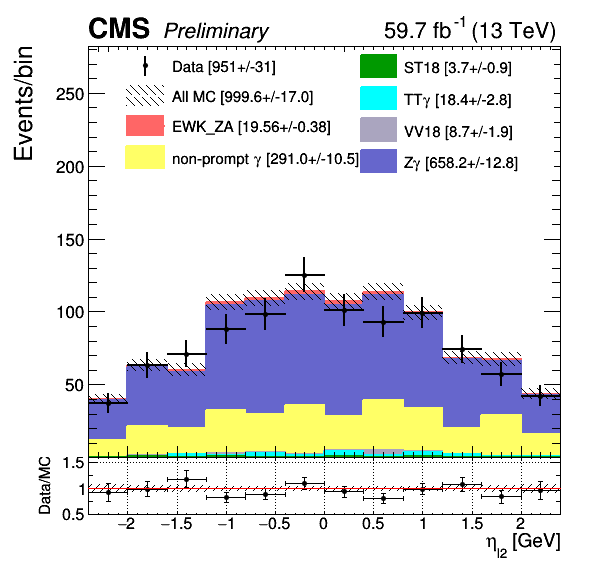 CMS Preliminary 59.7 fb⁻¹ (13 TeV)
Events/bin
Data [951+/-31]
All MC [999.6+/-17.0]
EWK_ZA [19.56+/-0.38]
non-prompt γ [291.0+/-10.5]
ST18 [3.7+/-0.9]
TTγ [18.4+/-2.8]
VV18 [8.7+/-1.9]
Zγ [658.2+/-12.8]
250
200
150
100
50
Data/MC
1.5
1
0.5
−2 −1.5 −1 −0.5 0 0.5 1 1.5 2
η_l2 [GeV]